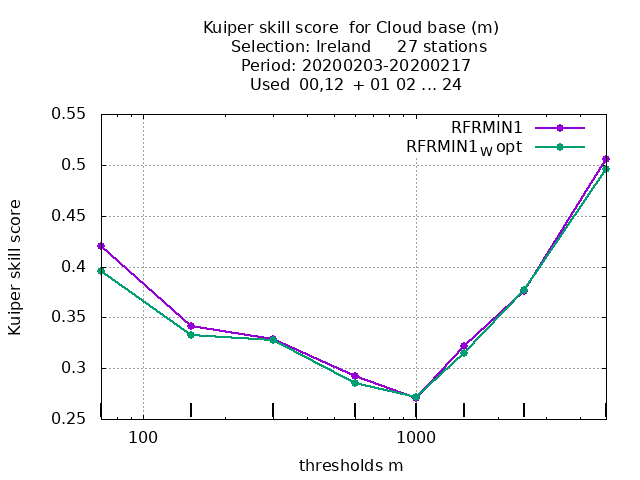 Kuiper skill score  for Cloud base (m)
Selection: Ireland     27 stations
Period: 20200203-20200217
Used  00,12  + 01 02 ... 24
RFRMIN1
RFRMIN1W opt
0.55
0.5
0.45
0.4
0.35
0.3
0.25
Kuiper skill score
100 1000
thresholds m